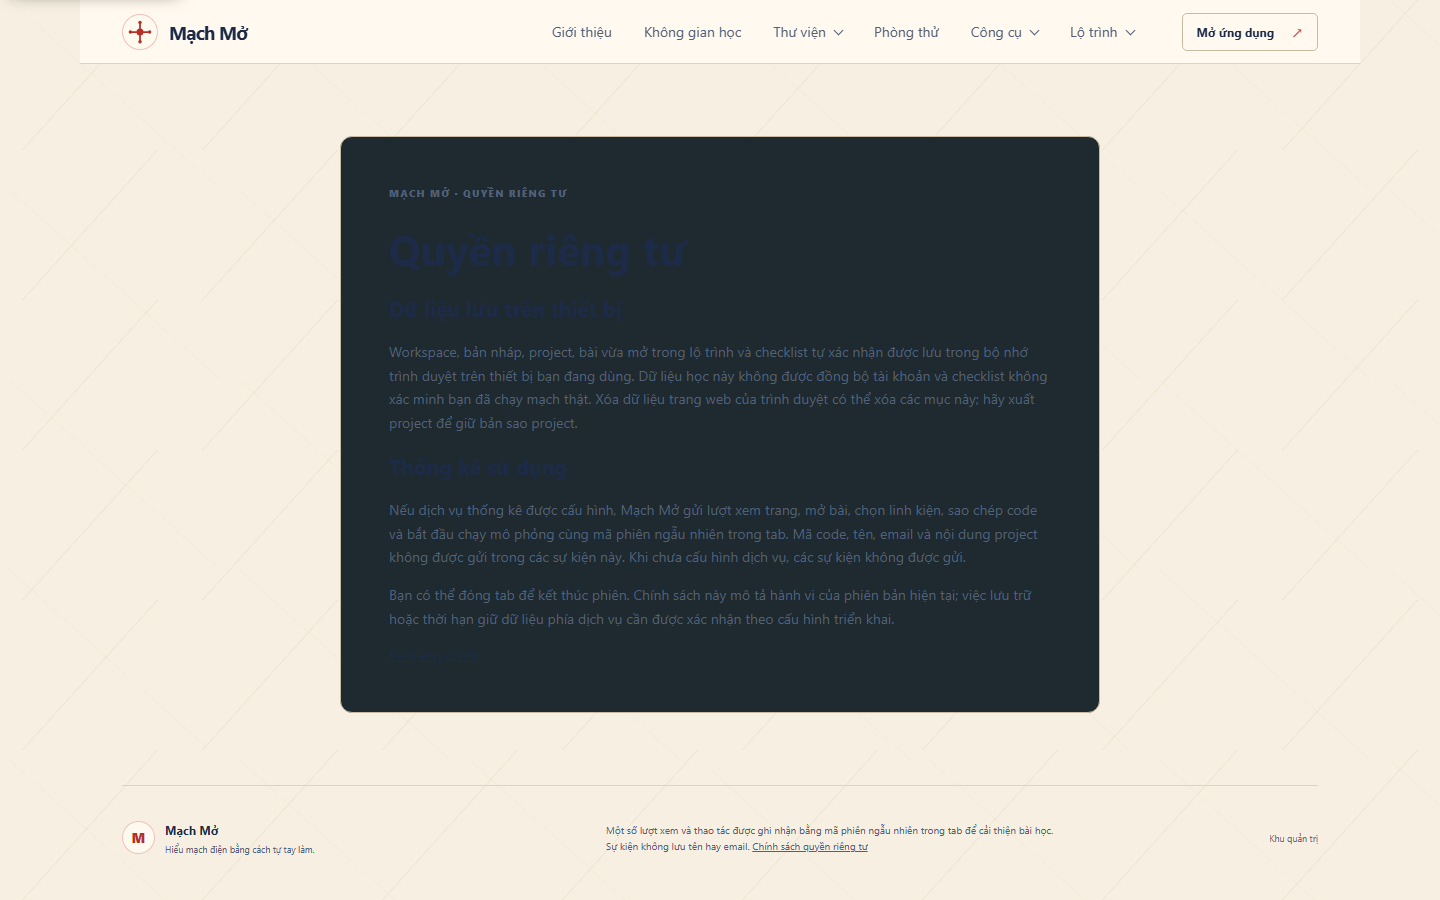 Mạch Mở
Giới thiệu
Không gian học
Thư viện
Phòng thử
Công cụ
Lộ trình
Mở ứng dụng
MẠCH MỞ · QUYỀN RIÊNG TƯ
Quyền riêng tư
Dữ liệu lưu trên thiết bị
Workspace, bản nháp, project, bài vừa mở trong lộ trình và checklist tự xác nhận được lưu trong bộ nhớ
trình duyệt trên thiết bị bạn đang dùng. Dữ liệu học này không được đồng bộ tài khoản và checklist không
xác minh bạn đã chạy mạch thật. Xóa dữ liệu trang web của trình duyệt có thể xóa các mục này; hãy xuất
project để giữ bản sao project.
Thống kê sử dụng
Nếu dịch vụ thống kê được cấu hình, Mạch Mở gửi lượt xem trang, mở bài, chọn linh kiện, sao chép code
và bắt đầu chạy mô phỏng cùng mã phiên ngẫu nhiên trong tab. Mã code, tên, email và nội dung project
không được gửi trong các sự kiện này. Khi chưa cấu hình dịch vụ, các sự kiện không được gửi.
Bạn có thể đóng tab để kết thúc phiên. Chính sách này mô tả hành vi của phiên bản hiện tại; việc lưu trữ
hoặc thời hạn giữ dữ liệu phía dịch vụ cần được xác nhận theo cấu hình triển khai.
M
Mạch Mở
Hiểu mạch điện bằng cách tự tay làm.
Một số lượt xem và thao tác được ghi nhận bằng mã phiên ngẫu nhiên trong tab để cải thiện bài học.
Sự kiện không lưu tên hay email. Chính sách quyền riêng tư
Khu quản trị